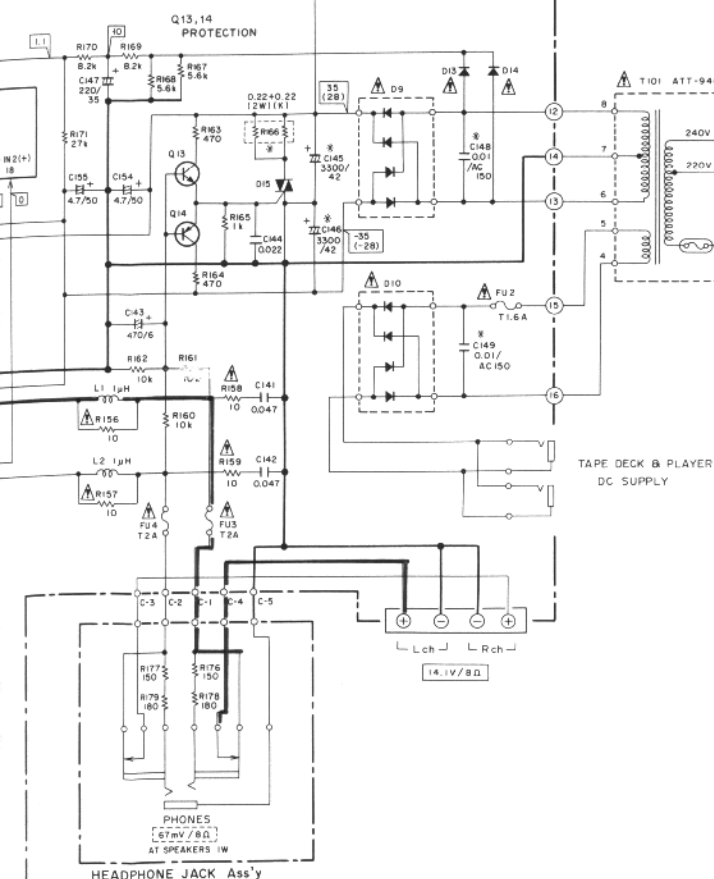 Q13,14
PROTECTION
1.1
10
R170
8.2k
R169
8.2k
C147
220/
35
R168
5.6k
R167
5.6k
R171
27k
IN2(+)
18
0
C155
4.7/50
C154
4.7/50
R163
470
0.22+0.22
(2W)(K)
R166
*
35
(28)
Q13
D15
*
C145
3300
/42
Q14
R165
1k
C144
0.022
*
C146
3300
/42
-35
(-28)
R164
470
D9
D13
D14
*
C148
0.01
/AC
150
12
14
13
T101 ATT-94
8
7
6
5
4
240V
220V
D10
FU2
T1.6A
15
*
C149
0.01/
AC150
16
C143
470/6
R162
10k
R161
L1 1μH
R156
10
R158
10
C141
0.047
R160
10k
L2 1μH
R157
10
R159
10
C142
0.047
FU4
T2A
FU3
T2A
TAPE DECK & PLAYER
DC SUPPLY
C-3
C-2
C-1
C-4
C-5
+
−
−
+
Lch
Rch
14.1V/8Ω
R177
150
R176
150
R179
180
R178
180
PHONES
67mV/8Ω
AT SPEAKERS 1W
HEADPHONE JACK Ass'y